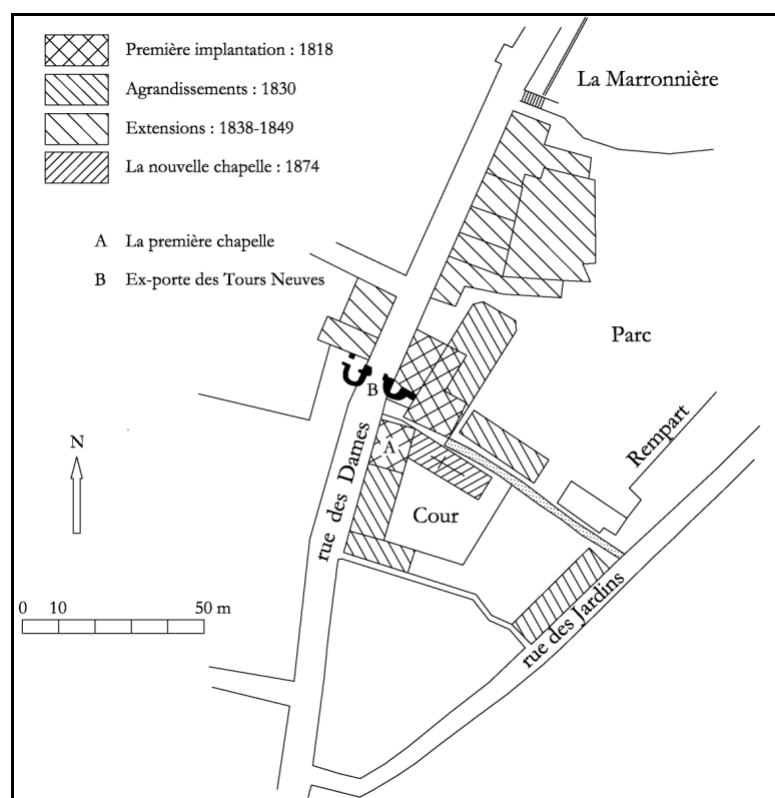 Première implantation : 1818
Agrandissements : 1830
Extensions : 1838-1849
La nouvelle chapelle : 1874
A La première chapelle
B Ex-porte des Tours Neuves
La Marronnière
Parc
B
N
A
rue des Dames
Rempart
Cour
0 10 50 m
rue des Jardins